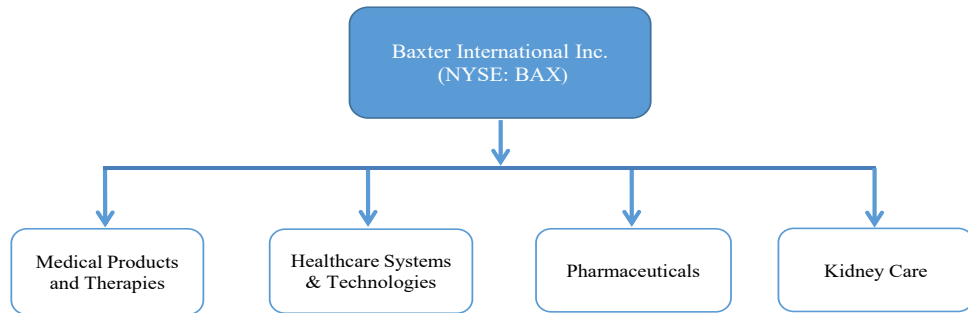 Baxter International Inc.
(NYSE: BAX)
Medical Products
and Therapies
Healthcare Systems
& Technologies
Pharmaceuticals
Kidney Care